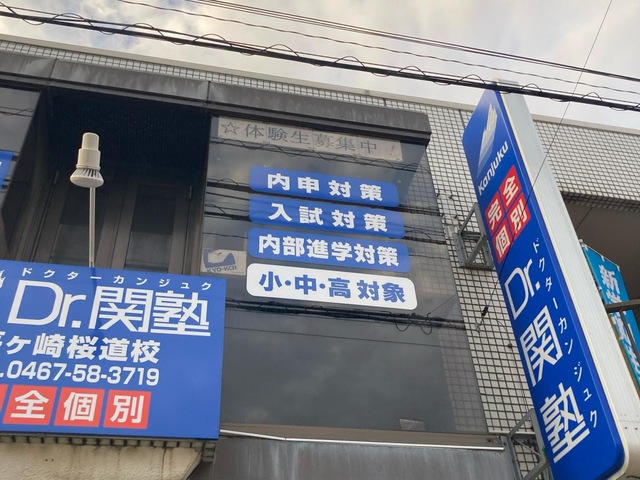 ☆体験生募集中！
内申対策
入試対策
内部進学対策
小・中・高対象
KYO-KAI
ドクターカンジュク
Dr.関塾
ケ崎桜道校
0467-58-3719
全個別
Kanjuku
完全個別
ドクターカンジュク
Dr.関塾